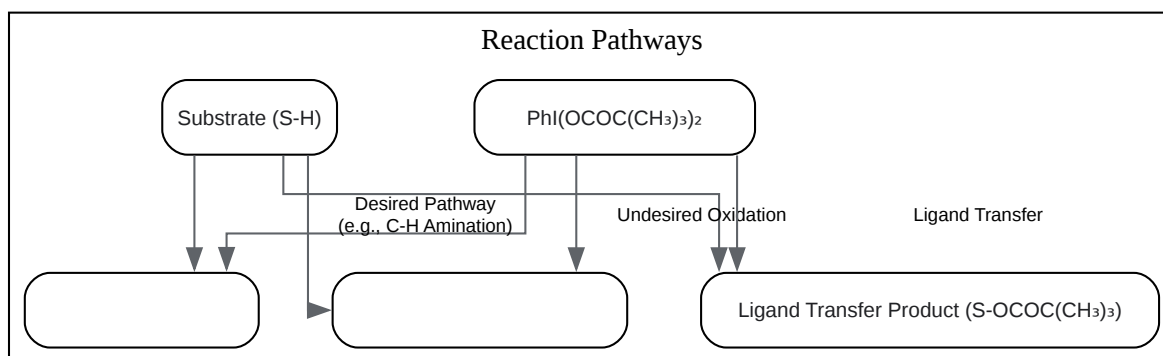 Reaction Pathways
Substrate (S-H)
PhI(OCOC(CH₃)₃)₂
Desired Pathway
(e.g., C-H Amination)
Undesired Oxidation
Ligand Transfer
Ligand Transfer Product (S-OCOC(CH₃)₃)